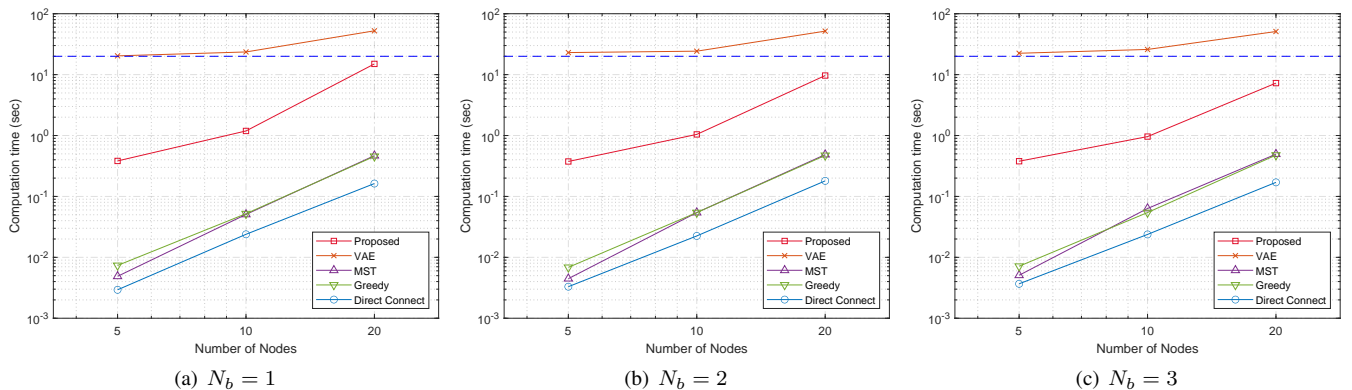 10^2
10^1
10^0
10^-1
10^-2
10^-3
Computation time (sec)
5
10
20
Number of Nodes
Proposed
VAE
MST
Greedy
Direct Connect
(a) N_b = 1
10^2
10^1
10^0
10^-1
10^-2
10^-3
Computation time (sec)
5
10
20
Number of Nodes
Proposed
VAE
MST
Greedy
Direct Connect
(b) N_b = 2
10^2
10^1
10^0
10^-1
10^-2
10^-3
Computation time (sec)
5
10
20
Number of Nodes
Proposed
VAE
MST
Greedy
Direct Connect
(c) N_b = 3